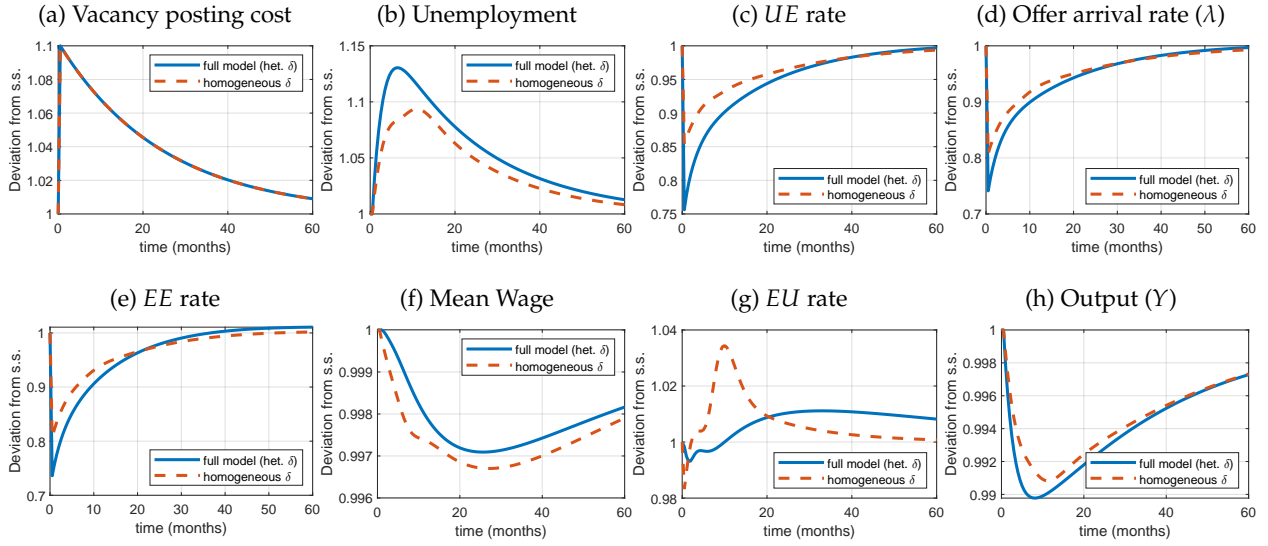 (a) Vacancy posting cost
Deviation from s.s.
1.1
1.08
1.06
1.04
1.02
1
0
20
40
60
time (months)
full model (het. δ)
homogeneous δ
(b) Unemployment
Deviation from s.s.
1.15
1.1
1.05
1
0
20
40
60
time (months)
full model (het. δ)
homogeneous δ
(c) UE rate
Deviation from s.s.
0.95
0.9
0.85
0.8
0.75
0
20
40
60
time (months)
full model (het. δ)
homogeneous δ
(d) Offer arrival rate (λ)
Deviation from s.s.
1
0.9
0.8
0.7
0
20
40
60
time (months)
full model (het. δ)
homogeneous δ
(e) EE rate
Deviation from s.s.
1
0.9
0.8
0.7
0
10
20
30
40
50
60
time (months)
full model (het. δ)
homogeneous δ
(f) Mean Wage
Deviation from s.s.
1
0.999
0.998
0.997
0.996
0
20
40
60
time (months)
full model (het. δ)
homogeneous δ
(g) EU rate
Deviation from s.s.
1.04
1.02
1
0.98
0
20
40
60
time (months)
full model (het. δ)
homogeneous δ
(h) Output (Y)
Deviation from s.s.
0.998
0.996
0.994
0.992
0.99
0
20
40
60
time (months)
full model (het. δ)
homogeneous δ